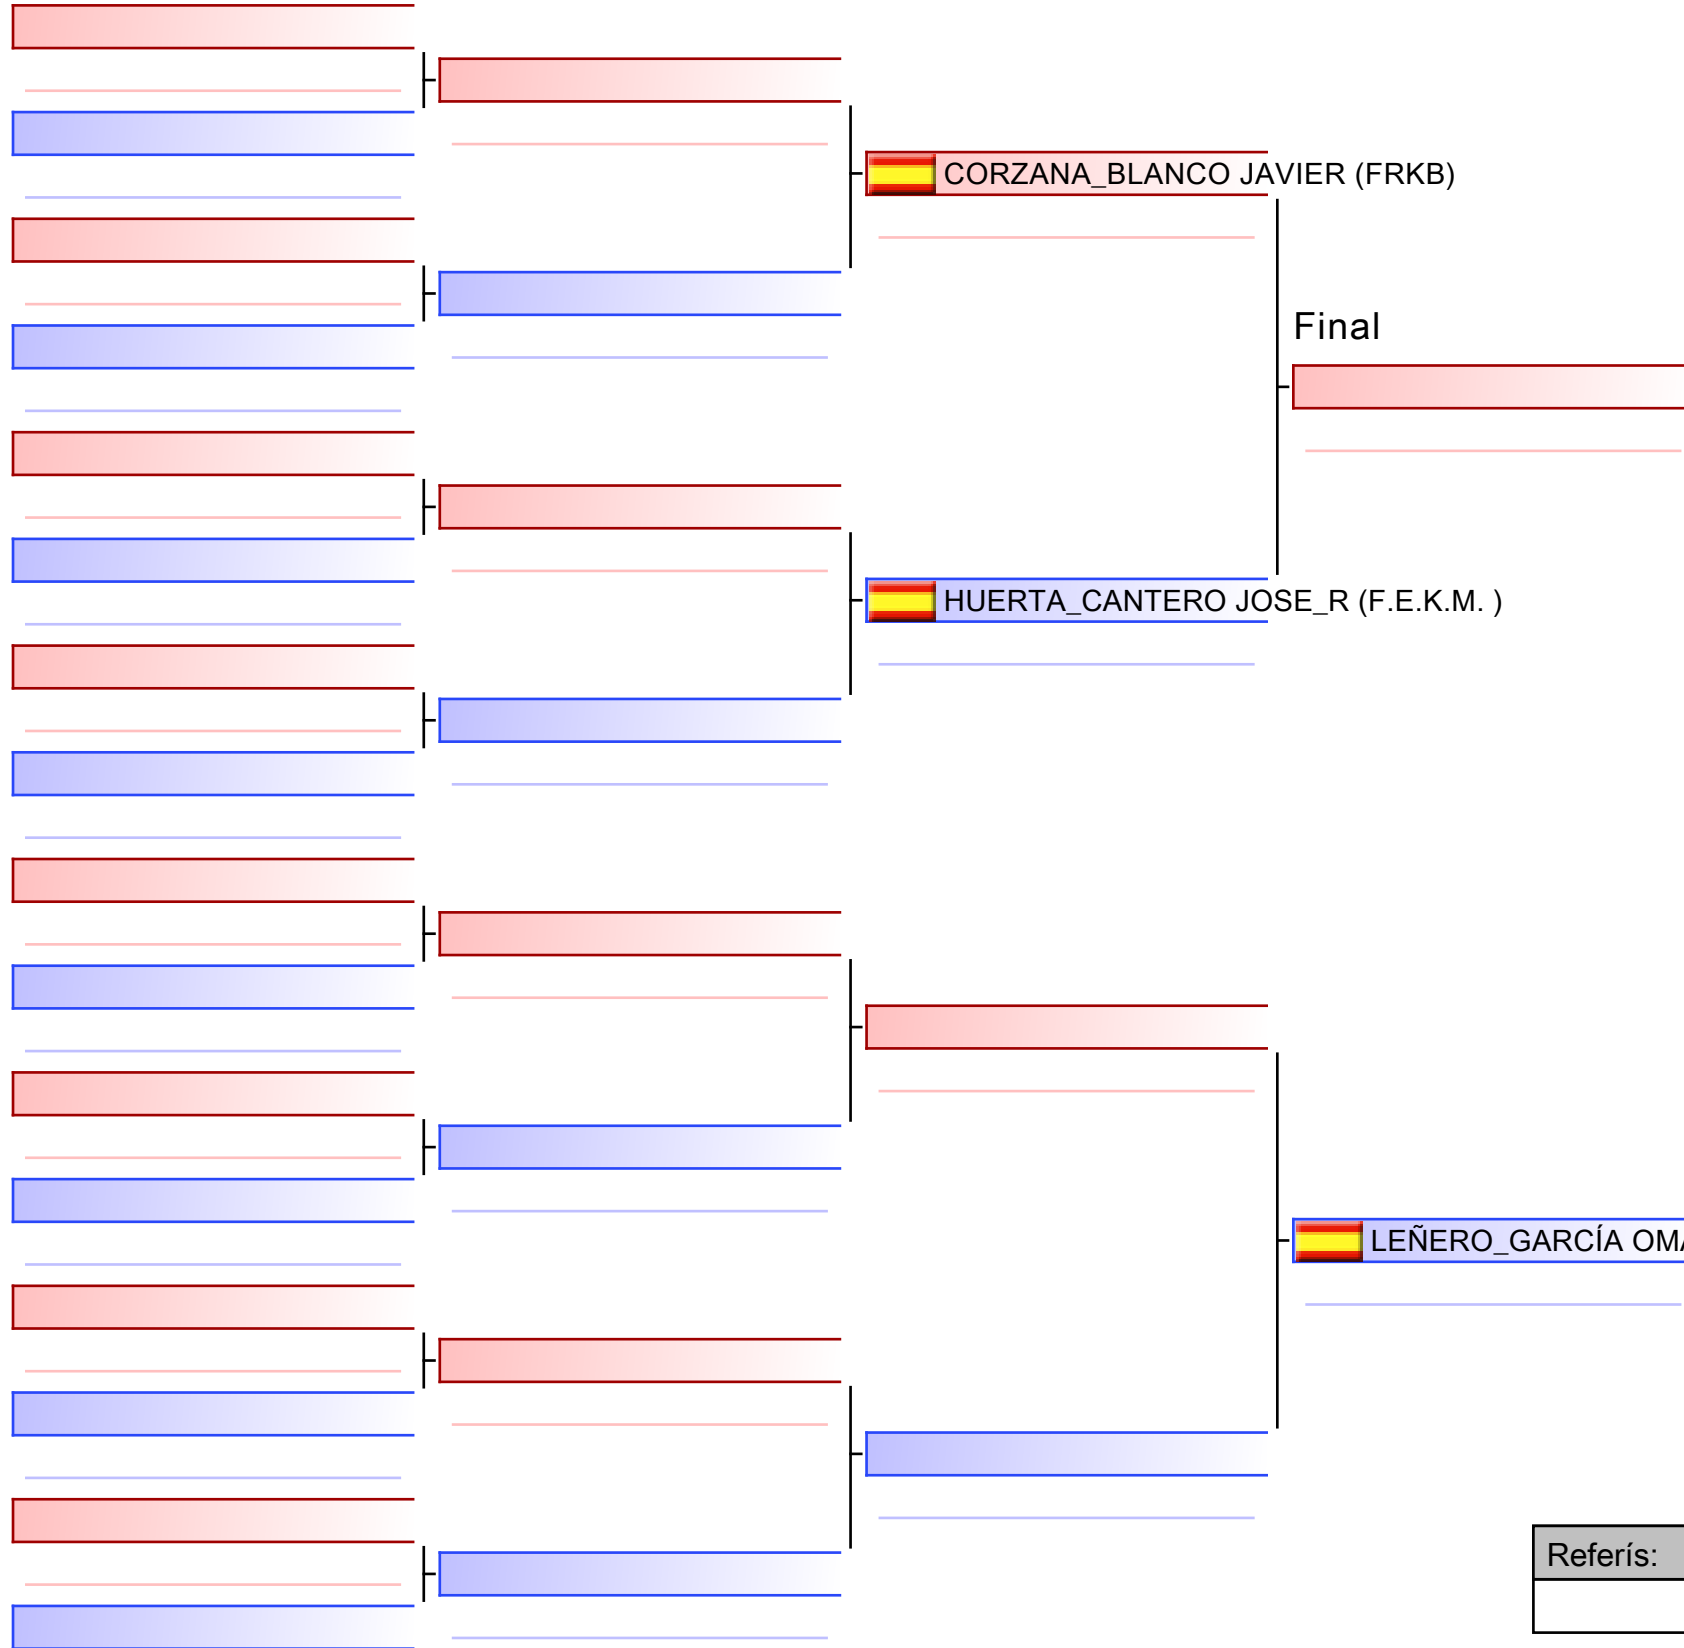 CORZANA_BLANCO JAVIER (FRKB)
Final
HUERTA_CANTERO JOSE_R (F.E.K.M. )
LEÑERO_GARCÍA
Referís: